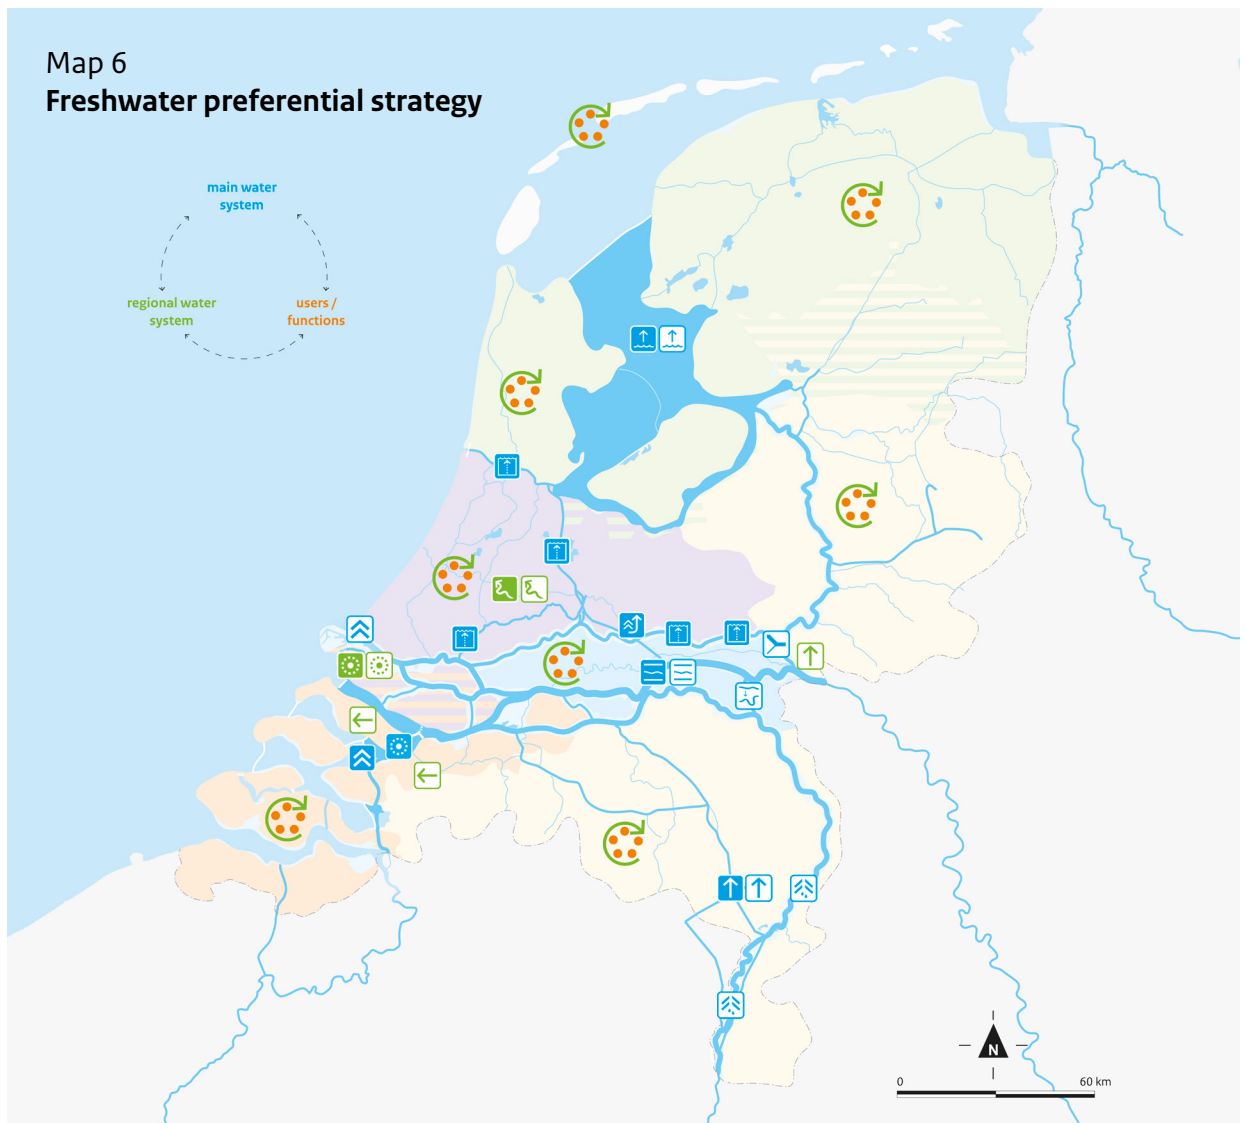 Map 6
Freshwater preferential strategy
main water
system
regional water
system
users /
functions
N
0
60 km